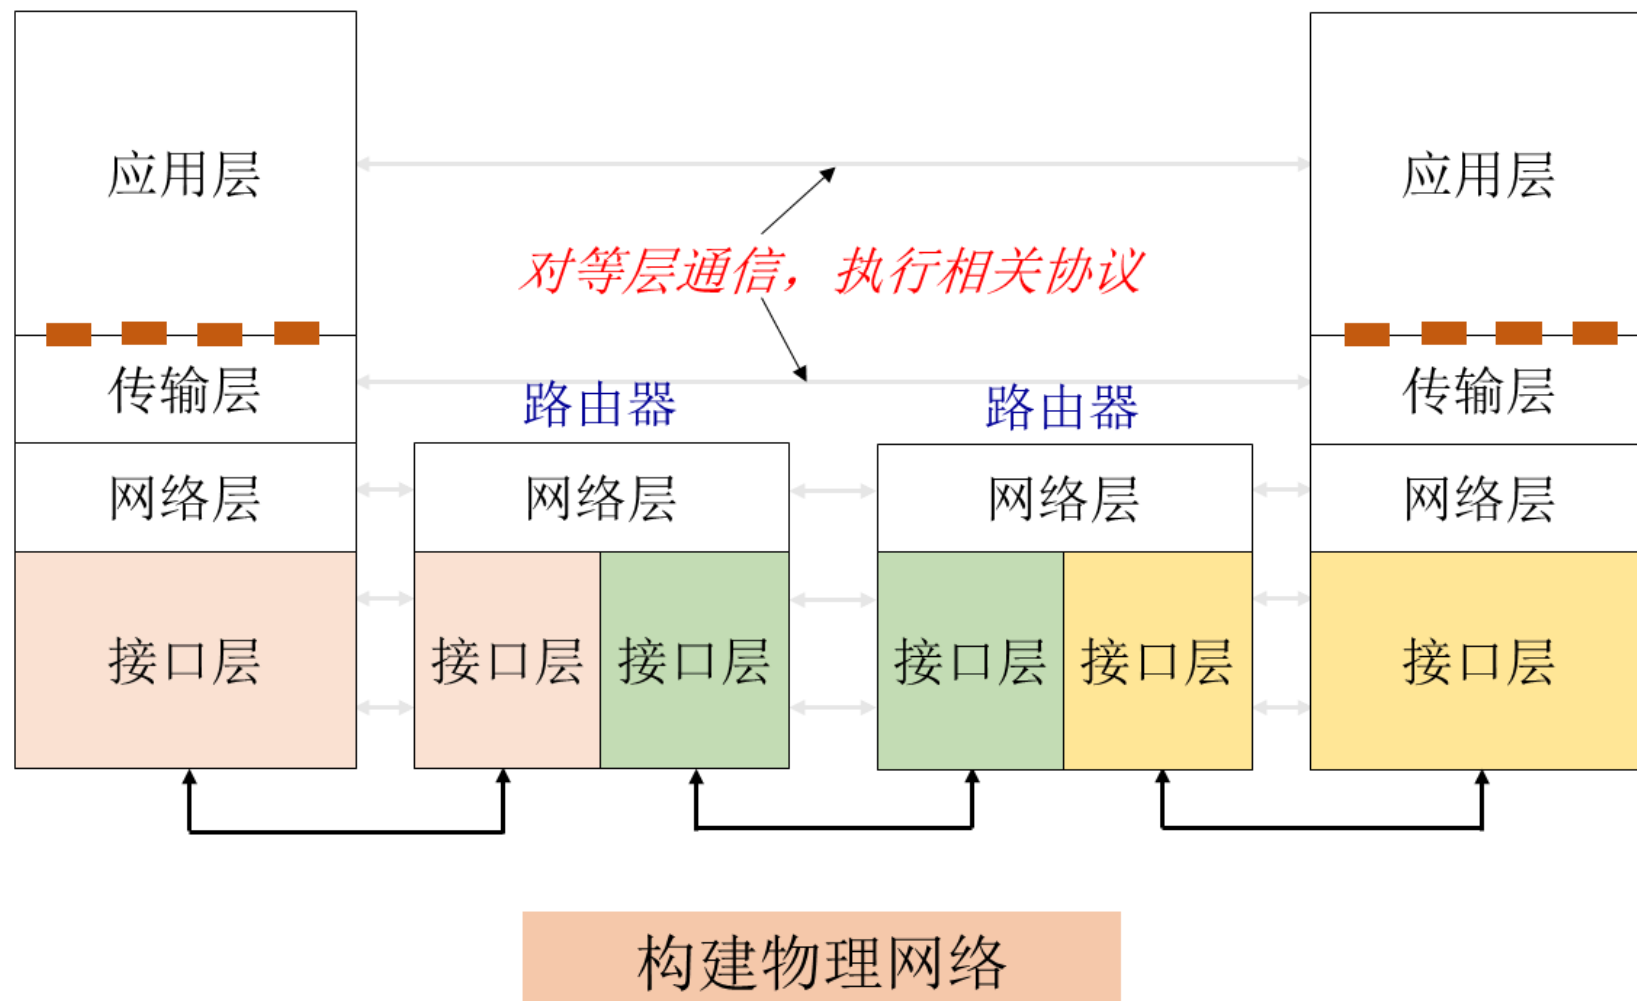 应用层
应用层
对等层通信，执行相关协议
传输层
路由器
路由器
传输层
网络层
网络层
网络层
网络层
接口层
接口层
接口层
接口层
接口层
接口层
构建物理网络